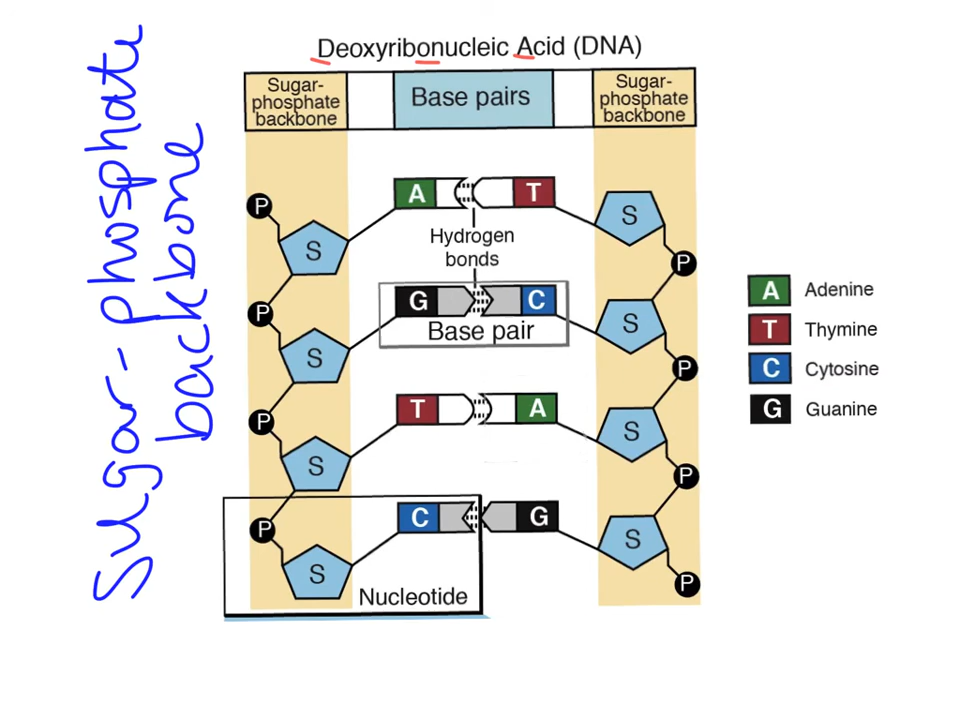 Deoxyribonucleic Acid (DNA)
Sugar-
phosphate
backbone
Base pairs
Sugar-
phosphate
backbone
Sugar-phosphate
backbone
A T
P
S
S
Hydrogen
bonds
P
G C
P
S
S
Base pair
P
T A
P
S
S
P
C G
P
S
S
P
Nucleotide
A Adenine
T Thymine
C Cytosine
G Guanine